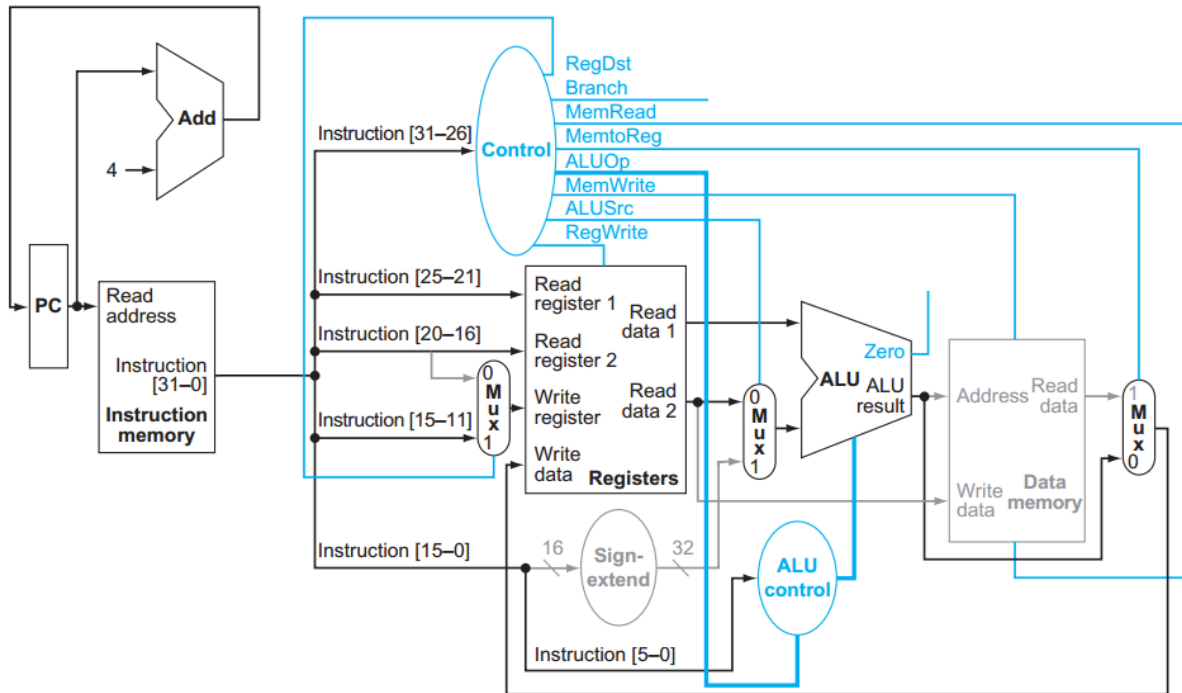 Add
4
PC
Read
address
Instruction
[31–0]
Instruction
memory
Instruction [31–26]
Control
RegDst
Branch
MemRead
MemtoReg
ALUOp
MemWrite
ALUSrc
RegWrite
Instruction [25–21]
Instruction [20–16]
Instruction [15–11]
Instruction [15–0]
Instruction [5–0]
0
M
u
x
1
Read
register 1
Read
register 2
Write
register
Write
data
Read
data 1
Read
data 2
Registers
16
Sign-
extend
32
0
M
u
x
1
Zero
ALU
ALU
result
ALU
control
Address
Read
data
Write
data
Data
memory
1
M
u
x
0